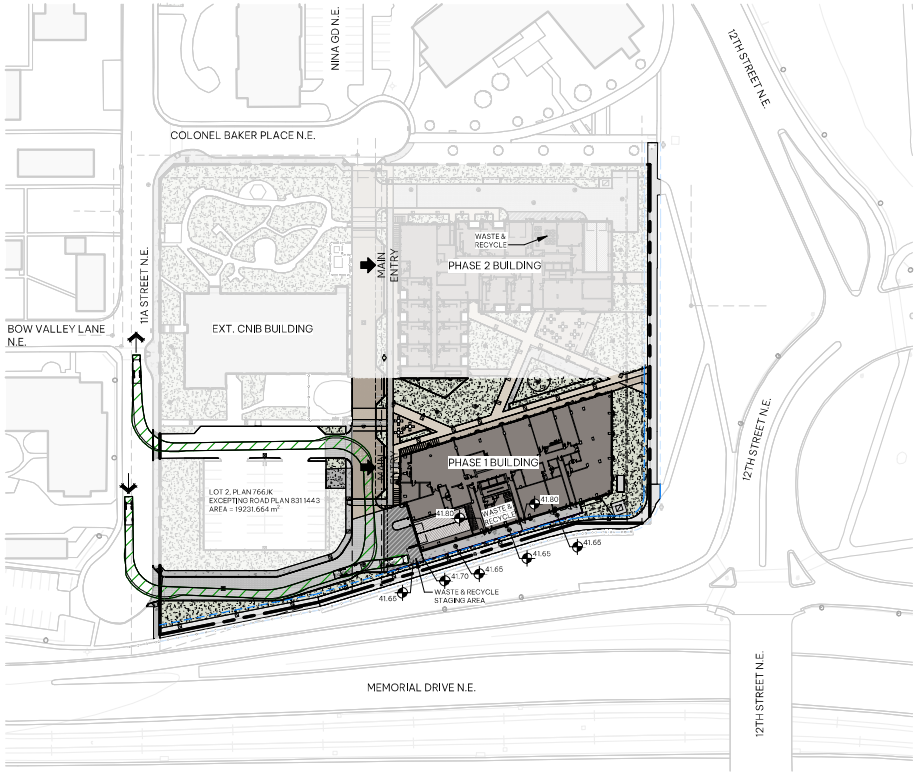 NINA GD N.E.
12TH STREET N.E.
COLONEL BAKER PLACE N.E.
WASTE &
RECYCLE
MAIN
ENTRY
PHASE 2 BUILDING
11A STREET N.E.
BOW VALLEY LANE
N.E.
EXT. CNIB BUILDING
12TH STREET N.E.
PHASE 1 BUILDING
MAIN
LOT 2, PLAN 766JK
EXCEPTING ROAD PLAN 8311443
AREA = 19231.664 m²
41.80
WASTE &
RECYCLE
41.80
41.65
41.65
41.65
41.70
41.65
WASTE & RECYCLE
STAGING AREA
MEMORIAL DRIVE N.E.
12TH STREET N.E.